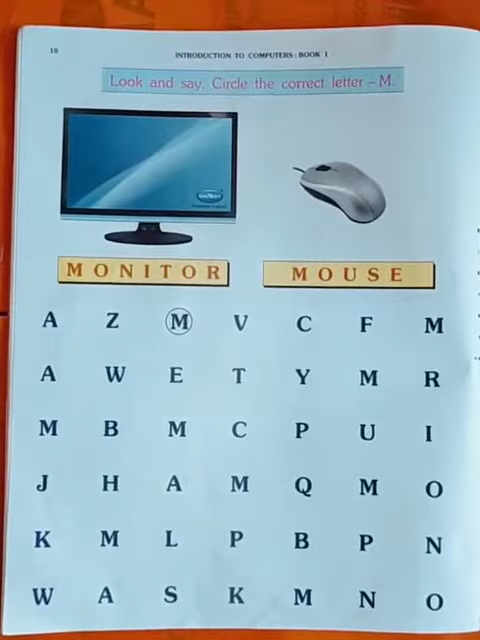 10
INTRODUCTION TO COMPUTERS : BOOK 1
Look and say. Circle the correct letter – M.
MONITOR MOUSE
A Z M V C F M
A W E T Y M R
M B M C P U I
J H A M Q M O
K M L P B P N
W A S K M N O